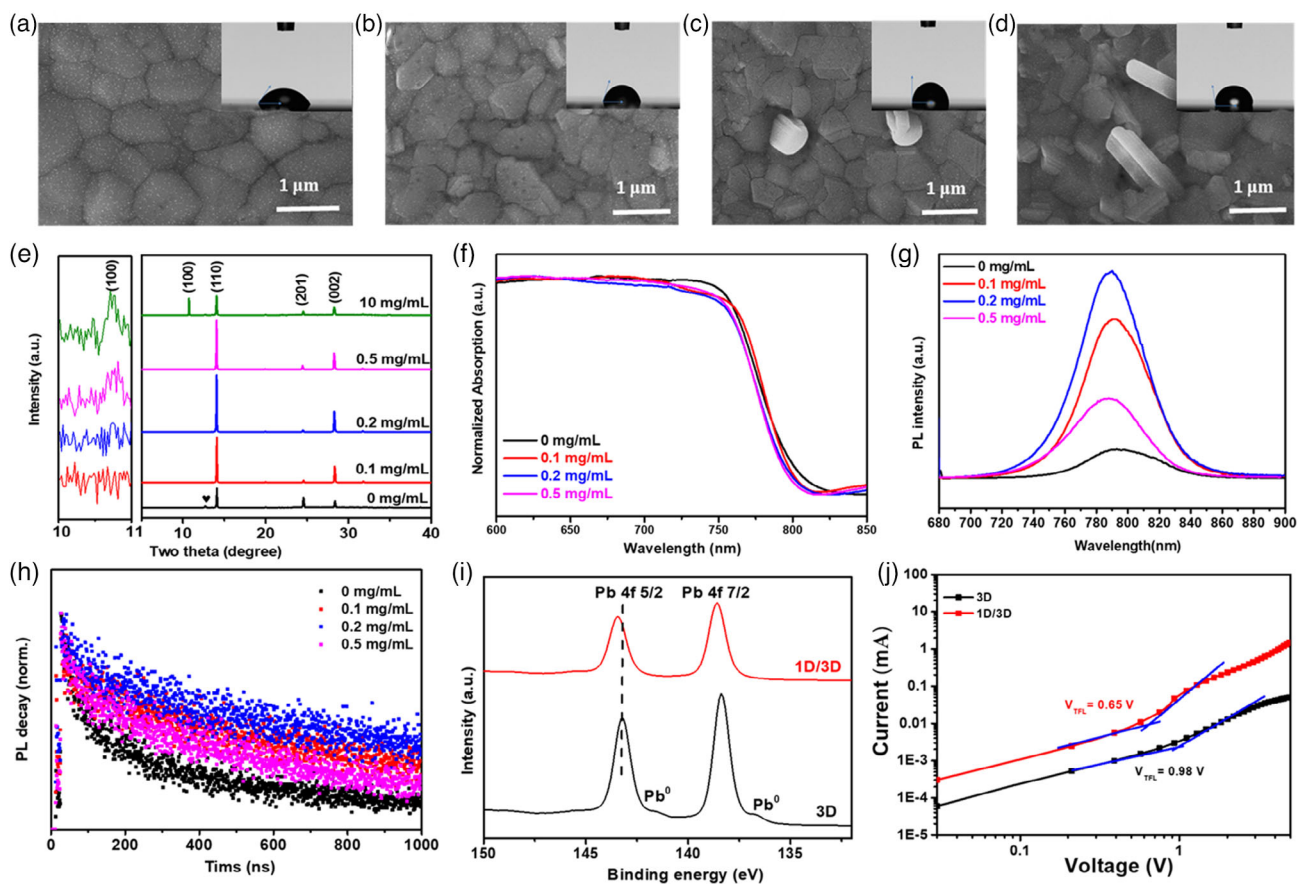 (a)
1 μm
(b)
1 μm
(c)
1 μm
(d)
1 μm
(e)
Intensity (a.u.)
(100)
(100)
(110)
(201)
(002)
10 mg/mL
0.5 mg/mL
0.2 mg/mL
0.1 mg/mL
♥
0 mg/mL
10 11 10 20 30 40
Two theta (degree)
(f)
Normalized Absorption (a.u.)
0 mg/mL
0.1 mg/mL
0.2 mg/mL
0.5 mg/mL
600 650 700 750 800 850
Wavelength (nm)
(g)
PL intensity (a.u.)
0 mg/mL
0.1 mg/mL
0.2 mg/mL
0.5 mg/mL
680 700 720 740 760 780 800 820 840 860 880 900
Wavelength(nm)
(h)
PL decay (norm.)
0 mg/mL
0.1 mg/mL
0.2 mg/mL
0.5 mg/mL
0 200 400 600 800 1000
Tims (ns)
(i)
Intensity (a.u.)
Pb 4f 5/2 Pb 4f 7/2
1D/3D
Pb⁰ Pb⁰
3D
150 145 140 135
Binding energy (eV)
(j)
Current (mA)
100
10
1
0.1
0.01
1E-3
1E-4
1E-5
3D
1D/3D
V_TFL= 0.65 V
V_TFL= 0.98 V
0.1 1
Voltage (V)